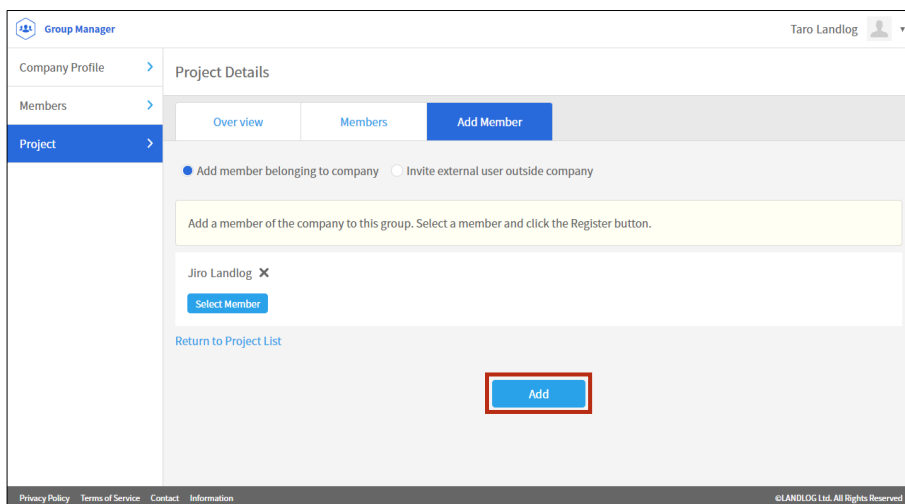 Group Manager
Taro Landlog
Company Profile
Members
Project
Project Details
Over view
Members
Add Member
Add member belonging to company
Invite external user outside company
Add a member of the company to this group. Select a member and click the Register button.
Jiro Landlog
Select Member
Return to Project List
Add
Privacy Policy Terms of Service Contact Information
©LANDLOG Ltd. All Rights Reserved